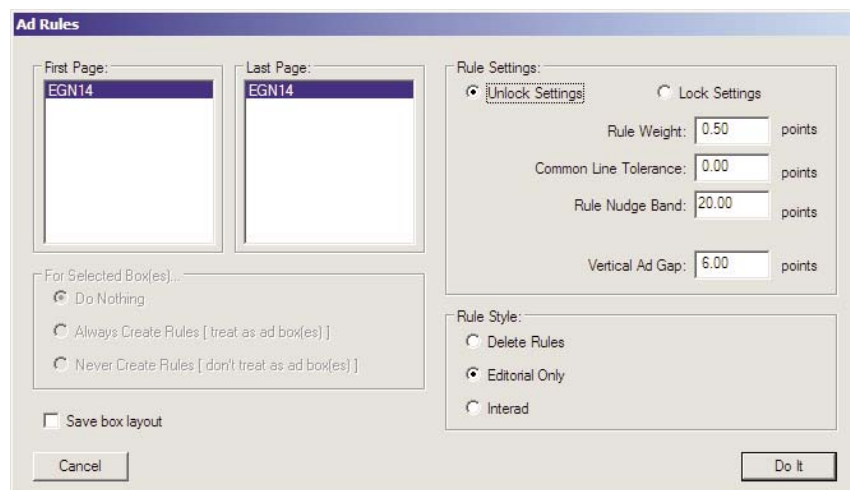 Ad Rules
First Page:
EGN14
Last Page:
EGN14
For Selected Box(es)...
Do Nothing
Always Create Rules [ treat as ad box(es) ]
Never Create Rules [ don't treat as ad box(es) ]
Save box layout
Cancel
Rule Settings:
Unlock Settings Lock Settings
Rule Weight: 0.50 points
Common Line Tolerance: 0.00 points
Rule Nudge Band: 20.00 points
Vertical Ad Gap: 6.00 points
Rule Style:
Delete Rules
Editorial Only
Interad
Do It